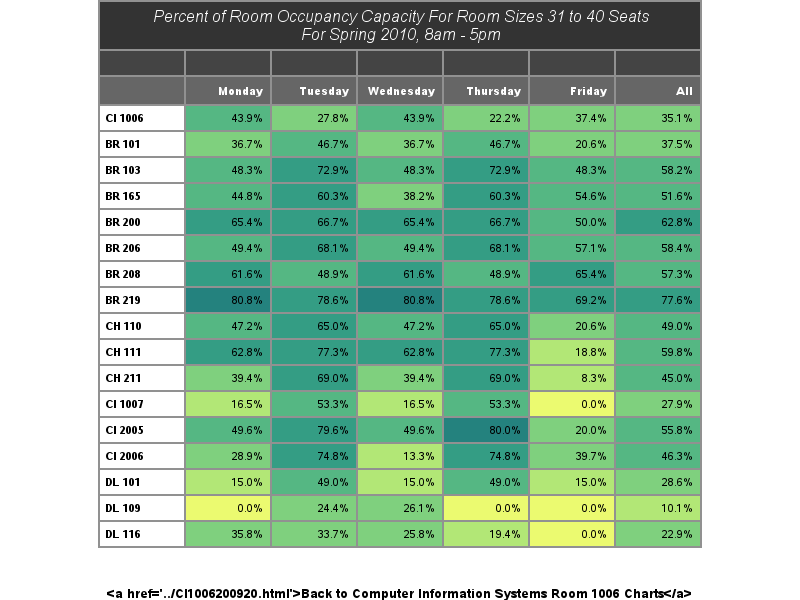 Percent of Room Occupancy Capacity For Room Sizes 31 to 40 Seats
For Spring 2010, 8am - 5pm
Monday Tuesday Wednesday Thursday Friday All
CI 1006 43.9% 27.8% 43.9% 22.2% 37.4% 35.1%
BR 101 36.7% 46.7% 36.7% 46.7% 20.6% 37.5%
BR 103 48.3% 72.9% 48.3% 72.9% 48.3% 58.2%
BR 165 44.8% 60.3% 38.2% 60.3% 54.6% 51.6%
BR 200 65.4% 66.7% 65.4% 66.7% 50.0% 62.8%
BR 206 49.4% 68.1% 49.4% 68.1% 57.1% 58.4%
BR 208 61.6% 48.9% 61.6% 48.9% 65.4% 57.3%
BR 219 80.8% 78.6% 80.8% 78.6% 69.2% 77.6%
CH 110 47.2% 65.0% 47.2% 65.0% 20.6% 49.0%
CH 111 62.8% 77.3% 62.8% 77.3% 18.8% 59.8%
CH 211 39.4% 69.0% 39.4% 69.0% 8.3% 45.0%
CI 1007 16.5% 53.3% 16.5% 53.3% 0.0% 27.9%
CI 2005 49.6% 79.6% 49.6% 80.0% 20.0% 55.8%
CI 2006 28.9% 74.8% 13.3% 74.8% 39.7% 46.3%
DL 101 15.0% 49.0% 15.0% 49.0% 15.0% 28.6%
DL 109 0.0% 24.4% 26.1% 0.0% 0.0% 10.1%
DL 116 35.8% 33.7% 25.8% 19.4% 0.0% 22.9%
<a href='../CI1006200920.html'>Back to Computer Information Systems Room 1006 Charts</a>